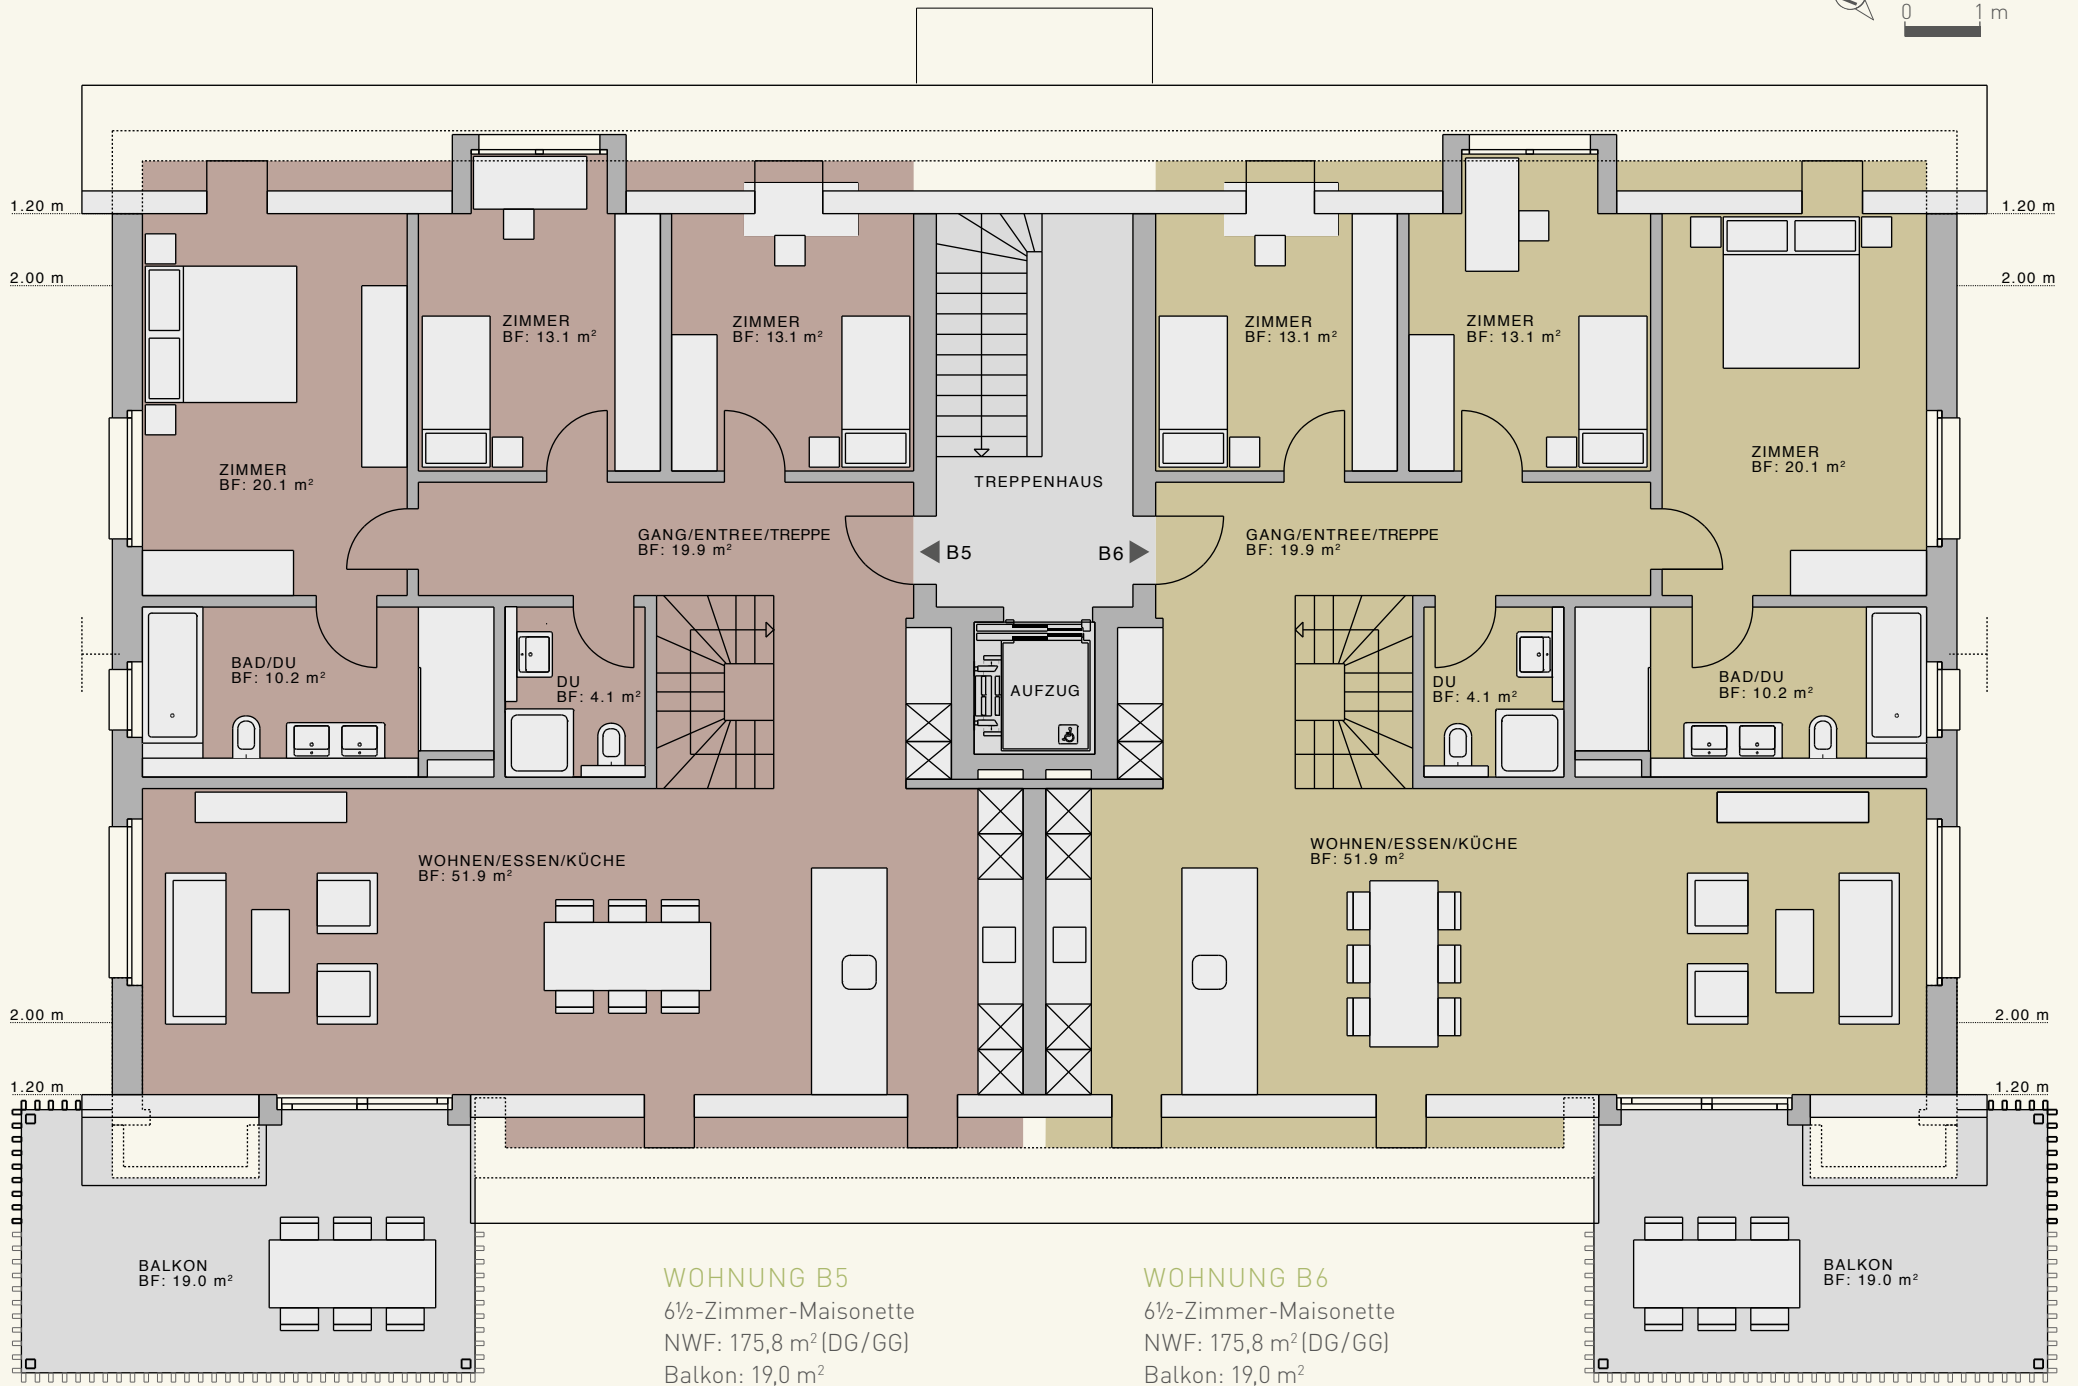 0 1 m
1.20 m
1.20 m
2.00 m
2.00 m
ZIMMER
BF: 13.1 m²
ZIMMER
BF: 13.1 m²
ZIMMER
BF: 13.1 m²
ZIMMER
BF: 13.1 m²
ZIMMER
BF: 20.1 m²
TREPPENHAUS
ZIMMER
BF: 20.1 m²
GANG/ENTREE/TREPPE
BF: 19.9 m²
B5
B6
GANG/ENTREE/TREPPE
BF: 19.9 m²
BAD/DU
BF: 10.2 m²
DU
BF: 4.1 m²
AUFZUG
DU
BF: 4.1 m²
BAD/DU
BF: 10.2 m²
WOHNEN/ESSEN/KÜCHE
BF: 51.9 m²
WOHNEN/ESSEN/KÜCHE
BF: 51.9 m²
2.00 m
2.00 m
1.20 m
1.20 m
BALKON
BF: 19.0 m²
BALKON
BF: 19.0 m²
WOHNUNG B5
6½-Zimmer-Maisonette
NWF: 175,8 m² (DG/GG)
Balkon: 19,0 m²
WOHNUNG B6
6½-Zimmer-Maisonette
NWF: 175,8 m² (DG/GG)
Balkon: 19,0 m²